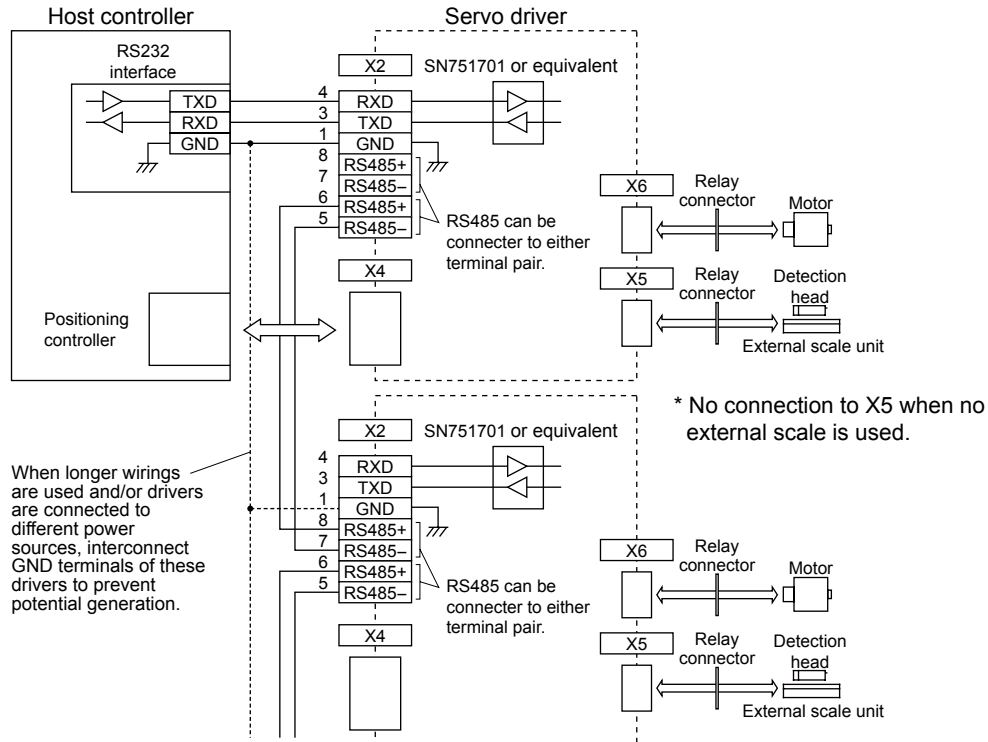 Host controller
Servo driver
RS232
interface
TXD
RXD
GND
X2
SN751701 or equivalent
4
RXD
3
TXD
1
GND
8
RS485+
7
RS485–
6
RS485+
5
RS485–
RS485 can be
connecter to either
terminal pair.
X4
Positioning
controller
X6
Relay
connector
Motor
X5
Relay
connector
Detection
head
External scale unit
* No connection to X5 when no
external scale is used.
When longer wirings
are used and/or drivers
are connected to
different power
sources, interconnect
GND terminals of these
drivers to prevent
potential generation.
X2
SN751701 or equivalent
4
RXD
3
TXD
1
GND
8
RS485+
7
RS485–
6
RS485+
5
RS485–
RS485 can be
connecter to either
terminal pair.
X4
X6
Relay
connector
Motor
X5
Relay
connector
Detection
head
External scale unit